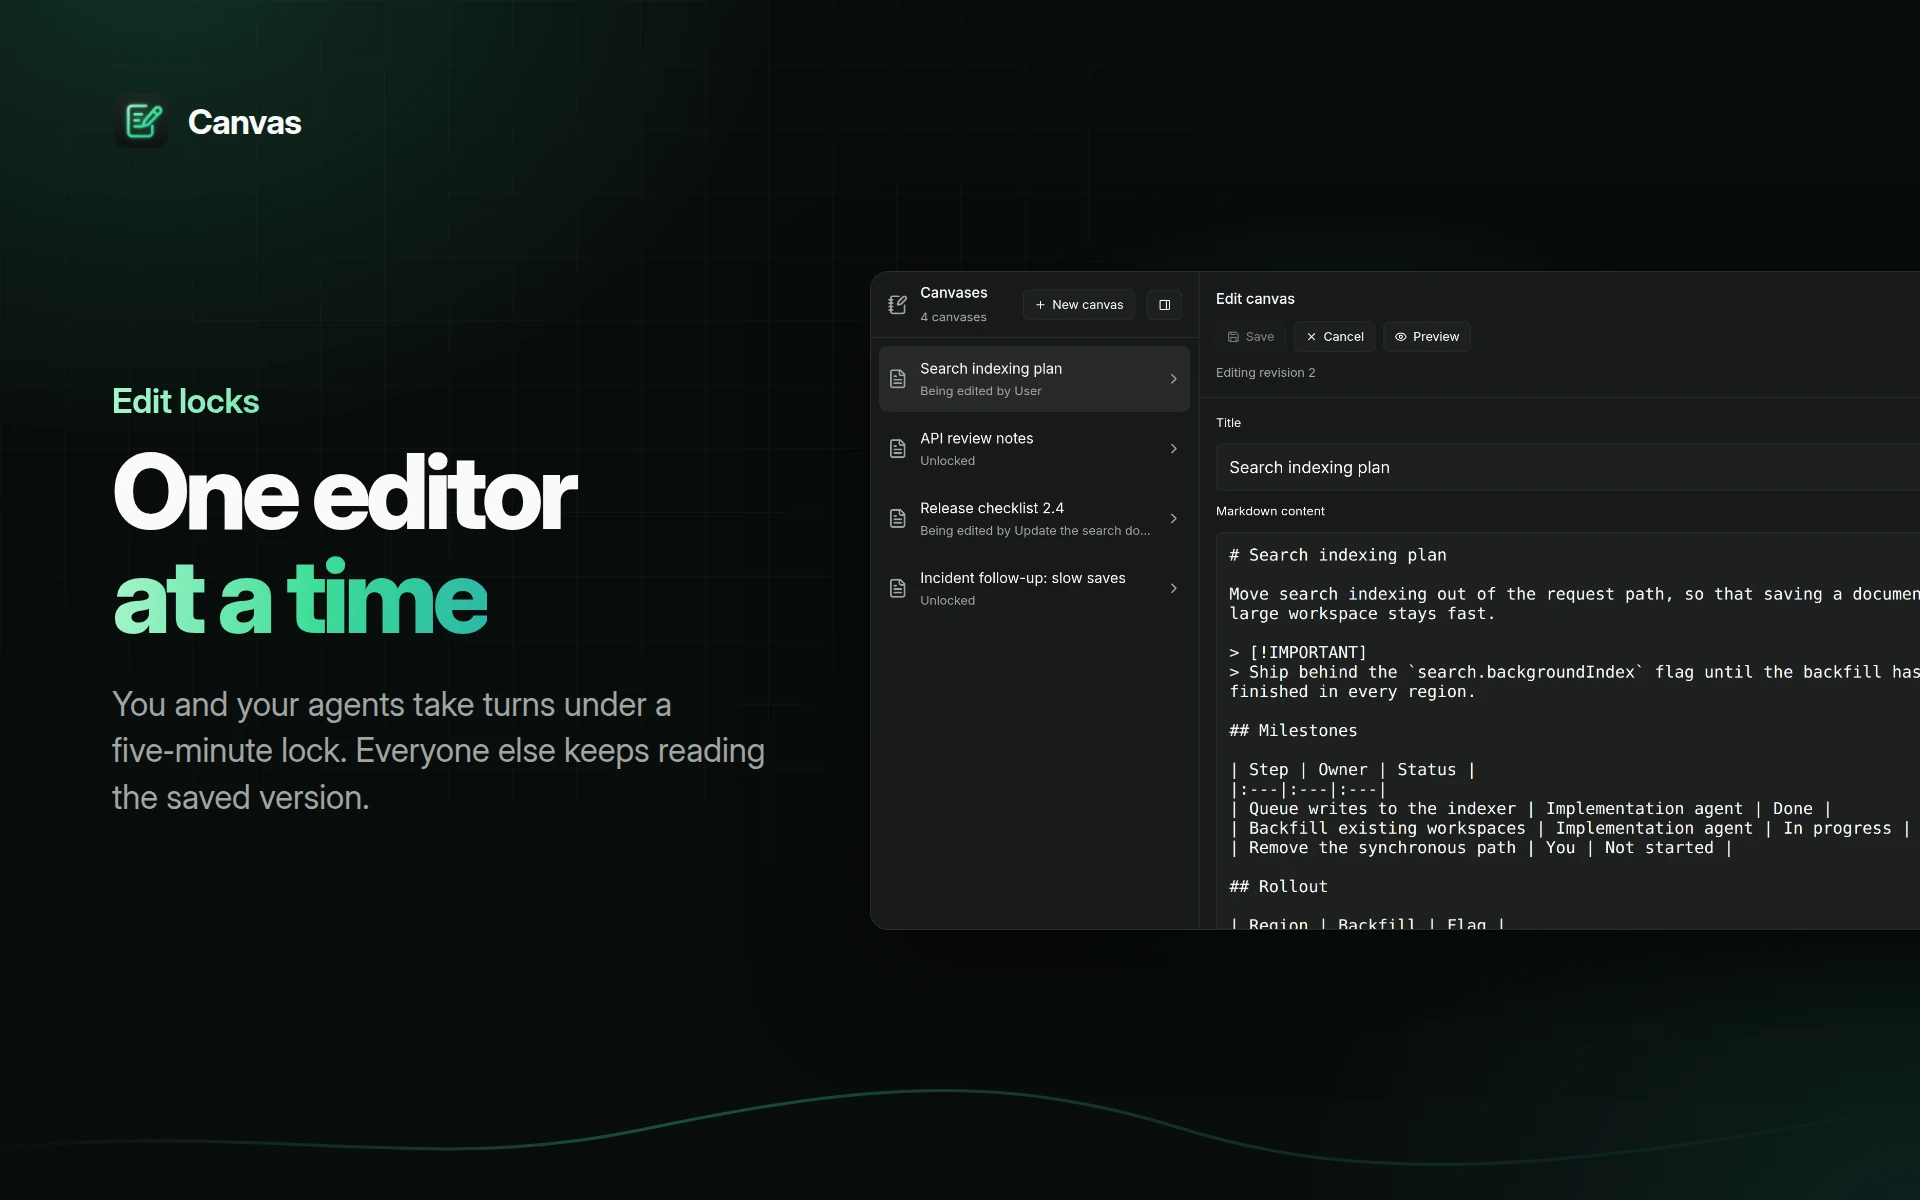 Canvas
Edit locks
One editor
at a time
You and your agents take turns under a
five-minute lock. Everyone else keeps reading
the saved version.
Canvases
4 canvases
New canvas
Search indexing plan
Being edited by User
API review notes
Unlocked
Release checklist 2.4
Being edited by Update the search do...
Incident follow-up: slow saves
Unlocked
Edit canvas
Save
Cancel
Preview
Editing revision 2
Title
Search indexing plan
Markdown content
# Search indexing plan
Move search indexing out of the request path, so that saving a documen
large workspace stays fast.
> [!IMPORTANT]
> Ship behind the `search.backgroundIndex` flag until the backfill has
finished in every region.
## Milestones
| Step | Owner | Status |
|:---|:---|:---|
| Queue writes to the indexer | Implementation agent | Done |
| Backfill existing workspaces | Implementation agent | In progress |
| Remove the synchronous path | You | Not started |
## Rollout
| Region | Backfill | Flag |